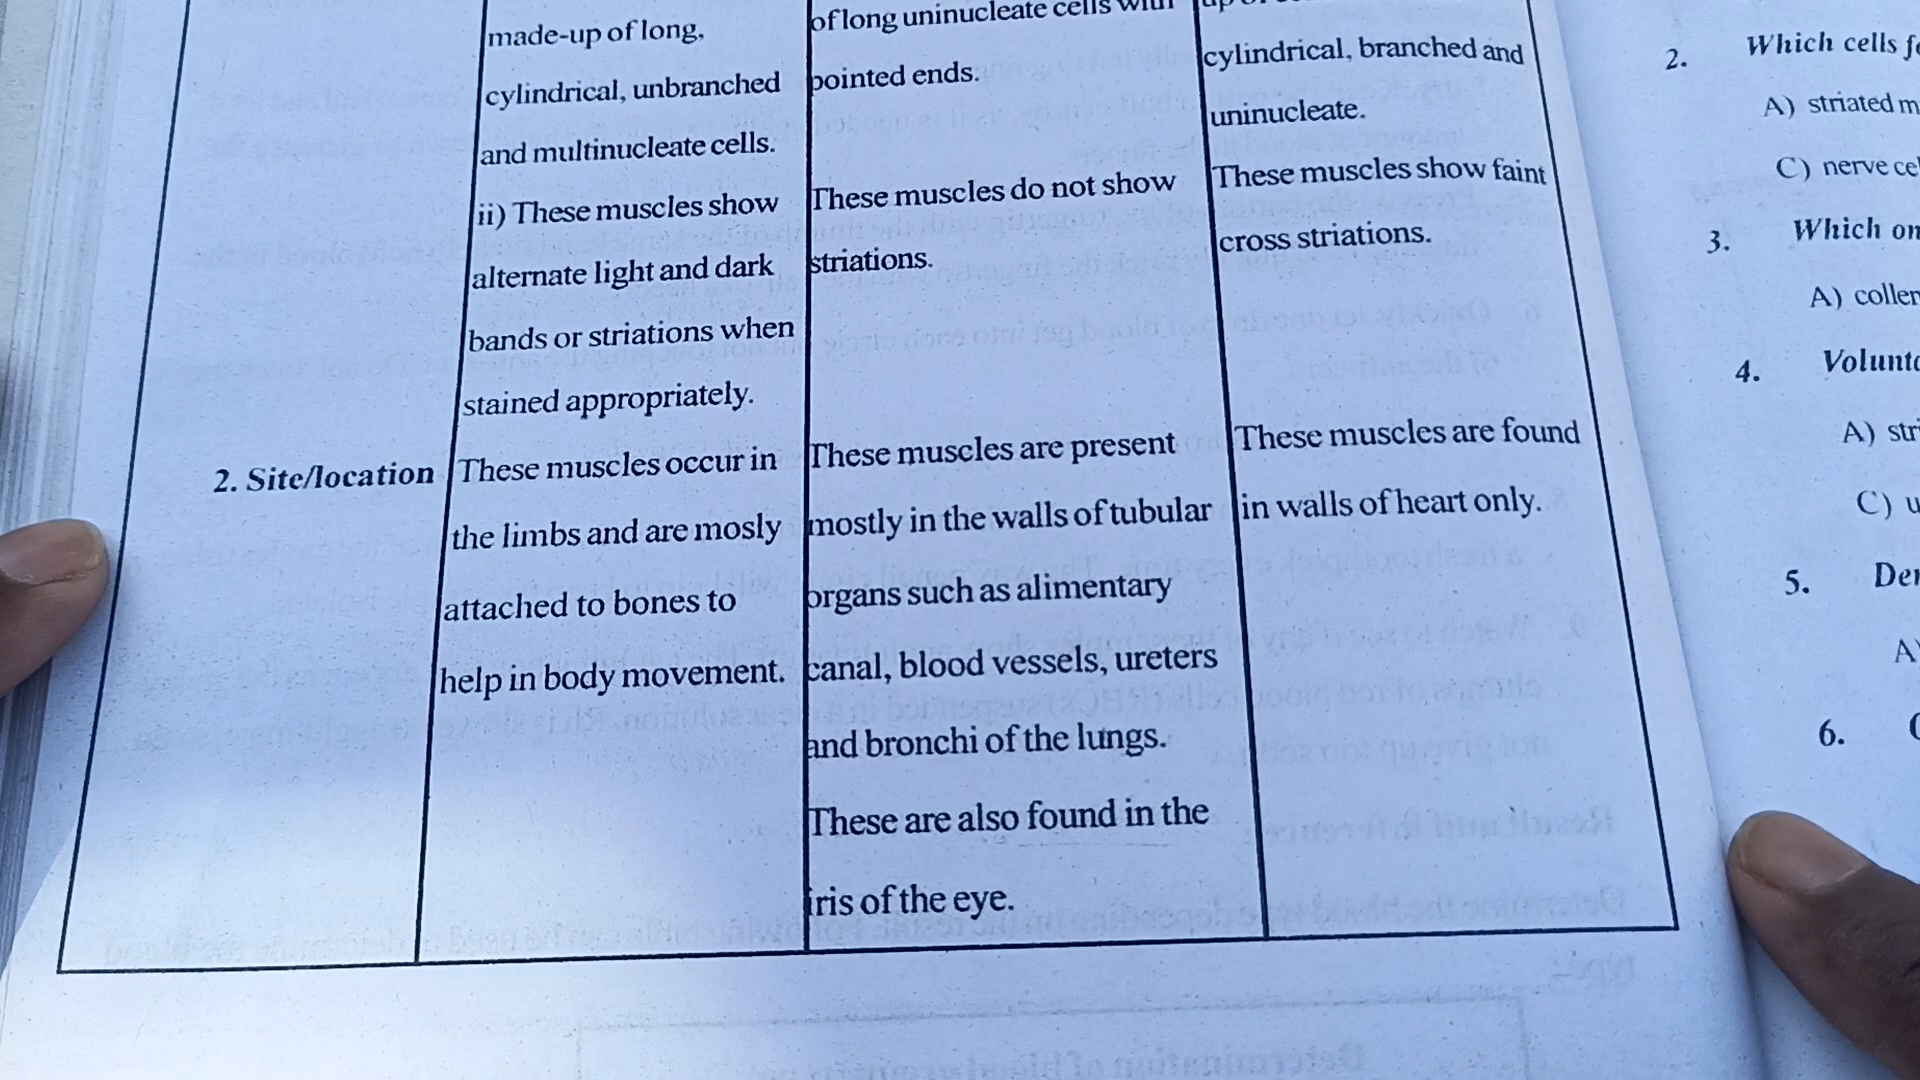 made-up of long,
cylindrical, unbranched
and multinucleate cells.
ii) These muscles show
alternate light and dark
bands or striations when
stained appropriately.
of long uninucleate cells with
pointed ends.
These muscles do not show
striations.
cylindrical, branched and
uninucleate.
These muscles show faint
cross striations.
2. Site/location
These muscles occur in
the limbs and are mosly
attached to bones to
help in body movement.
These muscles are present
mostly in the walls of tubular
organs such as alimentary
canal, blood vessels, ureters
and bronchi of the lungs.
These are also found in the
iris of the eye.
These muscles are found
in walls of heart only.
2. Which cells
A) striated
C) nerve
3. Which
A)
4.
A)
C)
5.
A)
6.